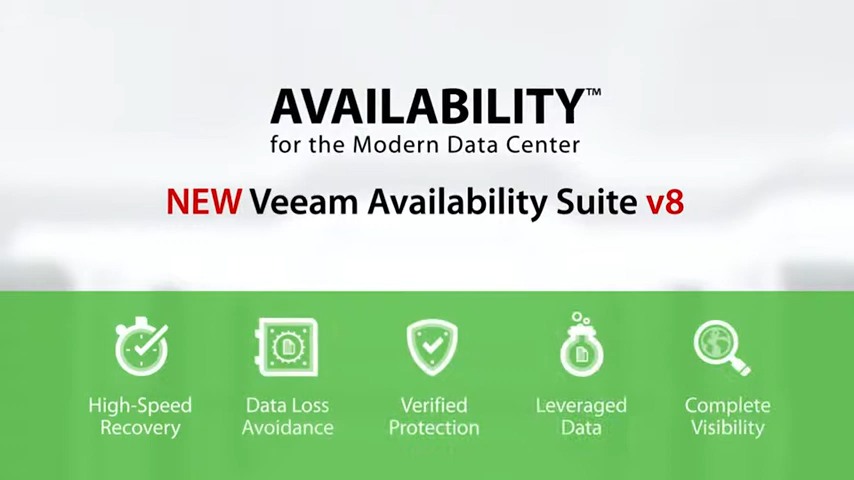 AVAILABILITY™
for the Modern Data Center
NEW Veeam Availability Suite v8
High-Speed
Recovery
Data Loss
Avoidance
Verified
Protection
Leveraged
Data
Complete
Visibility